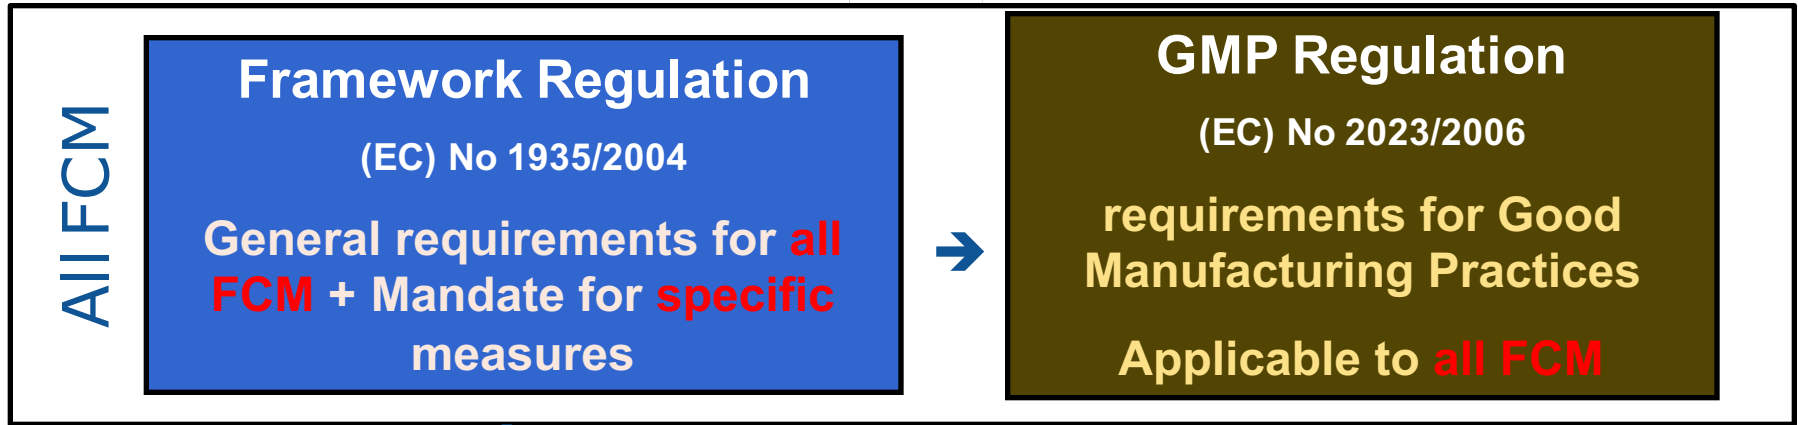 All FCM
Framework Regulation
(EC) No 1935/2004
General requirements for all
FCM + Mandate for specific
measures
GMP Regulation
(EC) No 2023/2006
requirements for Good
Manufacturing Practices
Applicable to all FCM